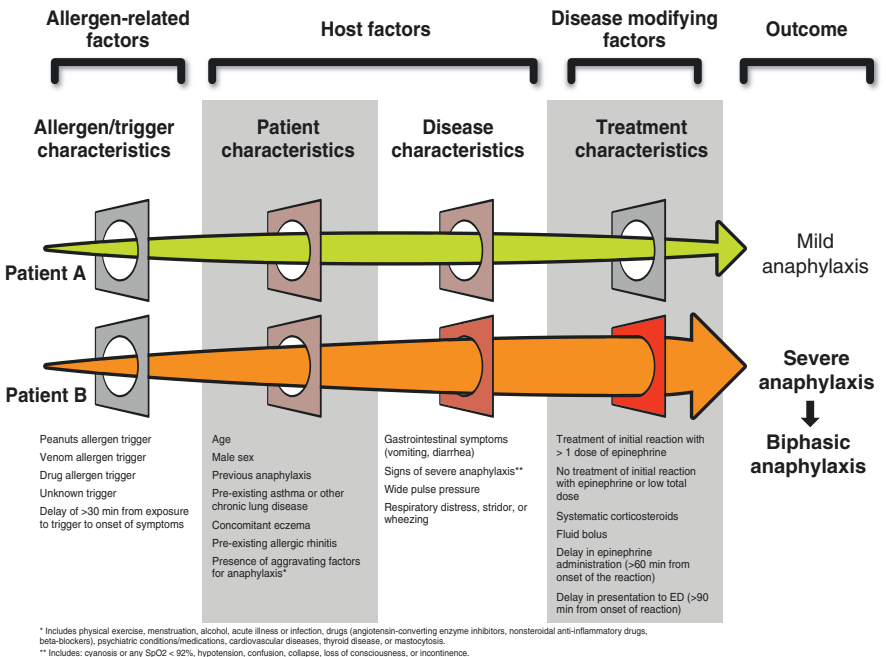 Allergen-related
factors
Host factors
Disease modifying
factors
Outcome
Allergen/trigger
characteristics
Patient
characteristics
Disease
characteristics
Treatment
characteristics
Patient A
Mild
anaphylaxis
Patient B
Severe
anaphylaxis
Biphasic
anaphylaxis
Peanuts allergen trigger
Venom allergen trigger
Drug allergen trigger
Unknown trigger
Delay of >30 min from exposure
to trigger to onset of symptoms
Age
Male sex
Previous anaphylaxis
Pre-existing asthma or other
chronic lung disease
Concomitant eczema
Pre-existing allergic rhinitis
Presence of aggravating factors
for anaphylaxis*
Gastrointestinal symptoms
(vomiting, diarrhea)
Signs of severe anaphylaxis**
Wide pulse pressure
Respiratory distress, stridor, or
wheezing
Treatment of initial reaction with
> 1 dose of epinephrine
No treatment of initial reaction
with epinephrine or low total
dose
Systematic corticosteroids
Fluid bolus
Delay in epinephrine
administration (>60 min from
onset of the reaction)
Delay in presentation to ED (>90
min from onset of reaction)
* Includes physical exercise, menstruation, alcohol, acute illness or infection, drugs (angiotensin-converting enzyme inhibitors, nonsteroidal anti-inflammatory drugs,
beta-blockers), psychiatric conditions/medications, cardiovascular diseases, thyroid disease, or mastocytosis.
** Includes: cyanosis or any SpO2 < 92%, hypotension, confusion, collapse, loss of consciousness, or incontinence.